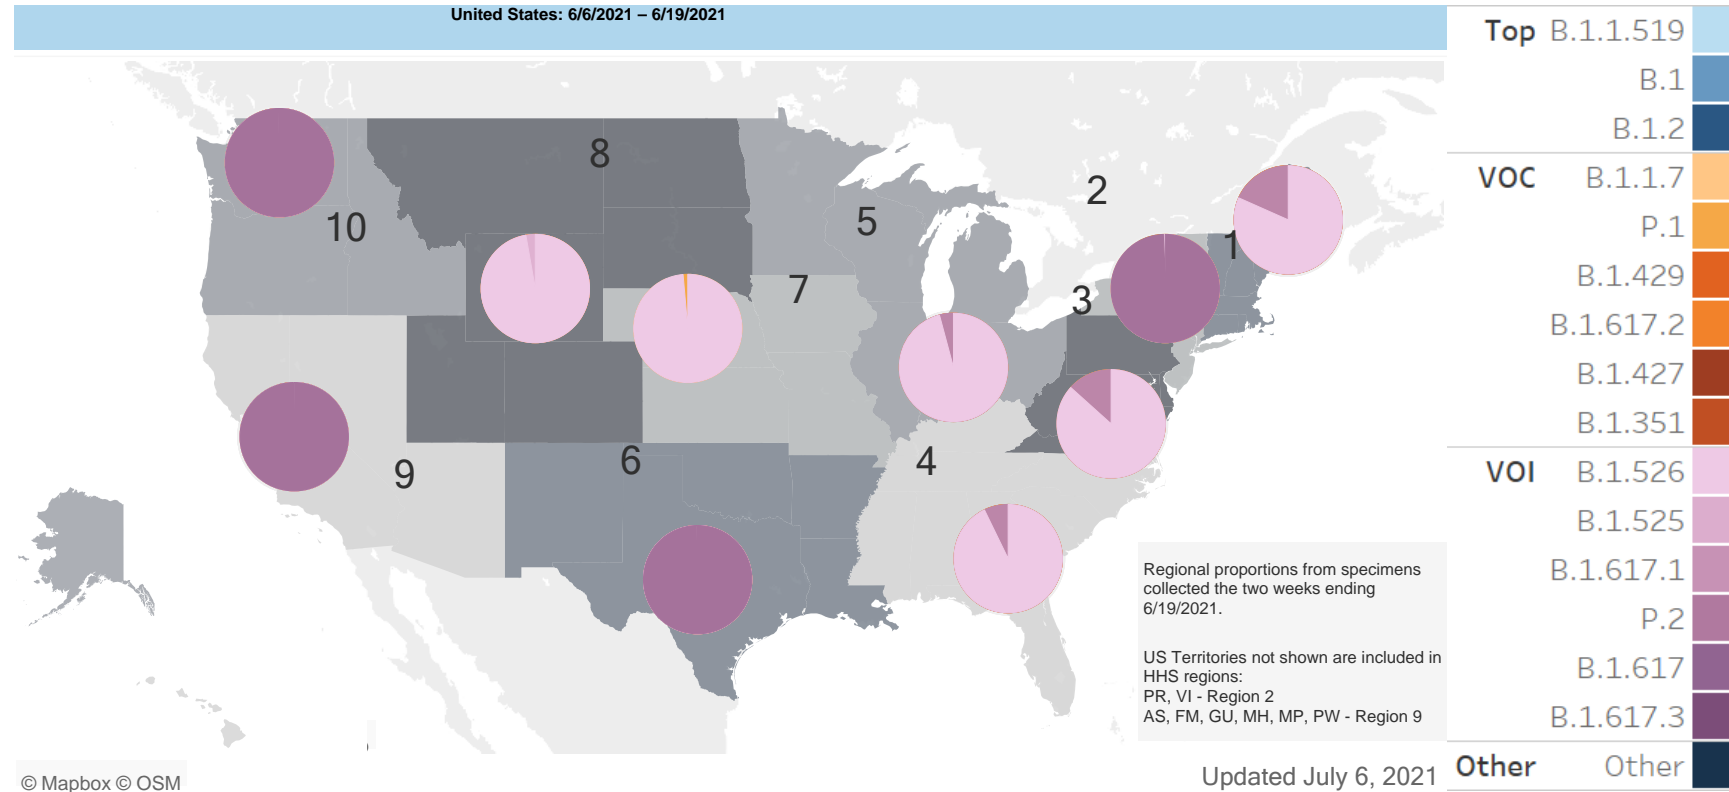 United States: 6/6/2021 – 6/19/2021
Top B.1.1.519
B.1
B.1.2
VOC B.1.1.7
P.1
B.1.429
B.1.617.2
B.1.427
B.1.351
VOI B.1.526
B.1.525
B.1.617.1
P.2
B.1.617
B.1.617.3
Other Other
8
2
10
5
1
7
3
6
4
9
Regional proportions from specimens
collected the two weeks ending
6/19/2021.
US Territories not shown are included in
HHS regions:
PR, VI - Region 2
AS, FM, GU, MH, MP, PW - Region 9
© Mapbox © OSM
Updated July 6, 2021